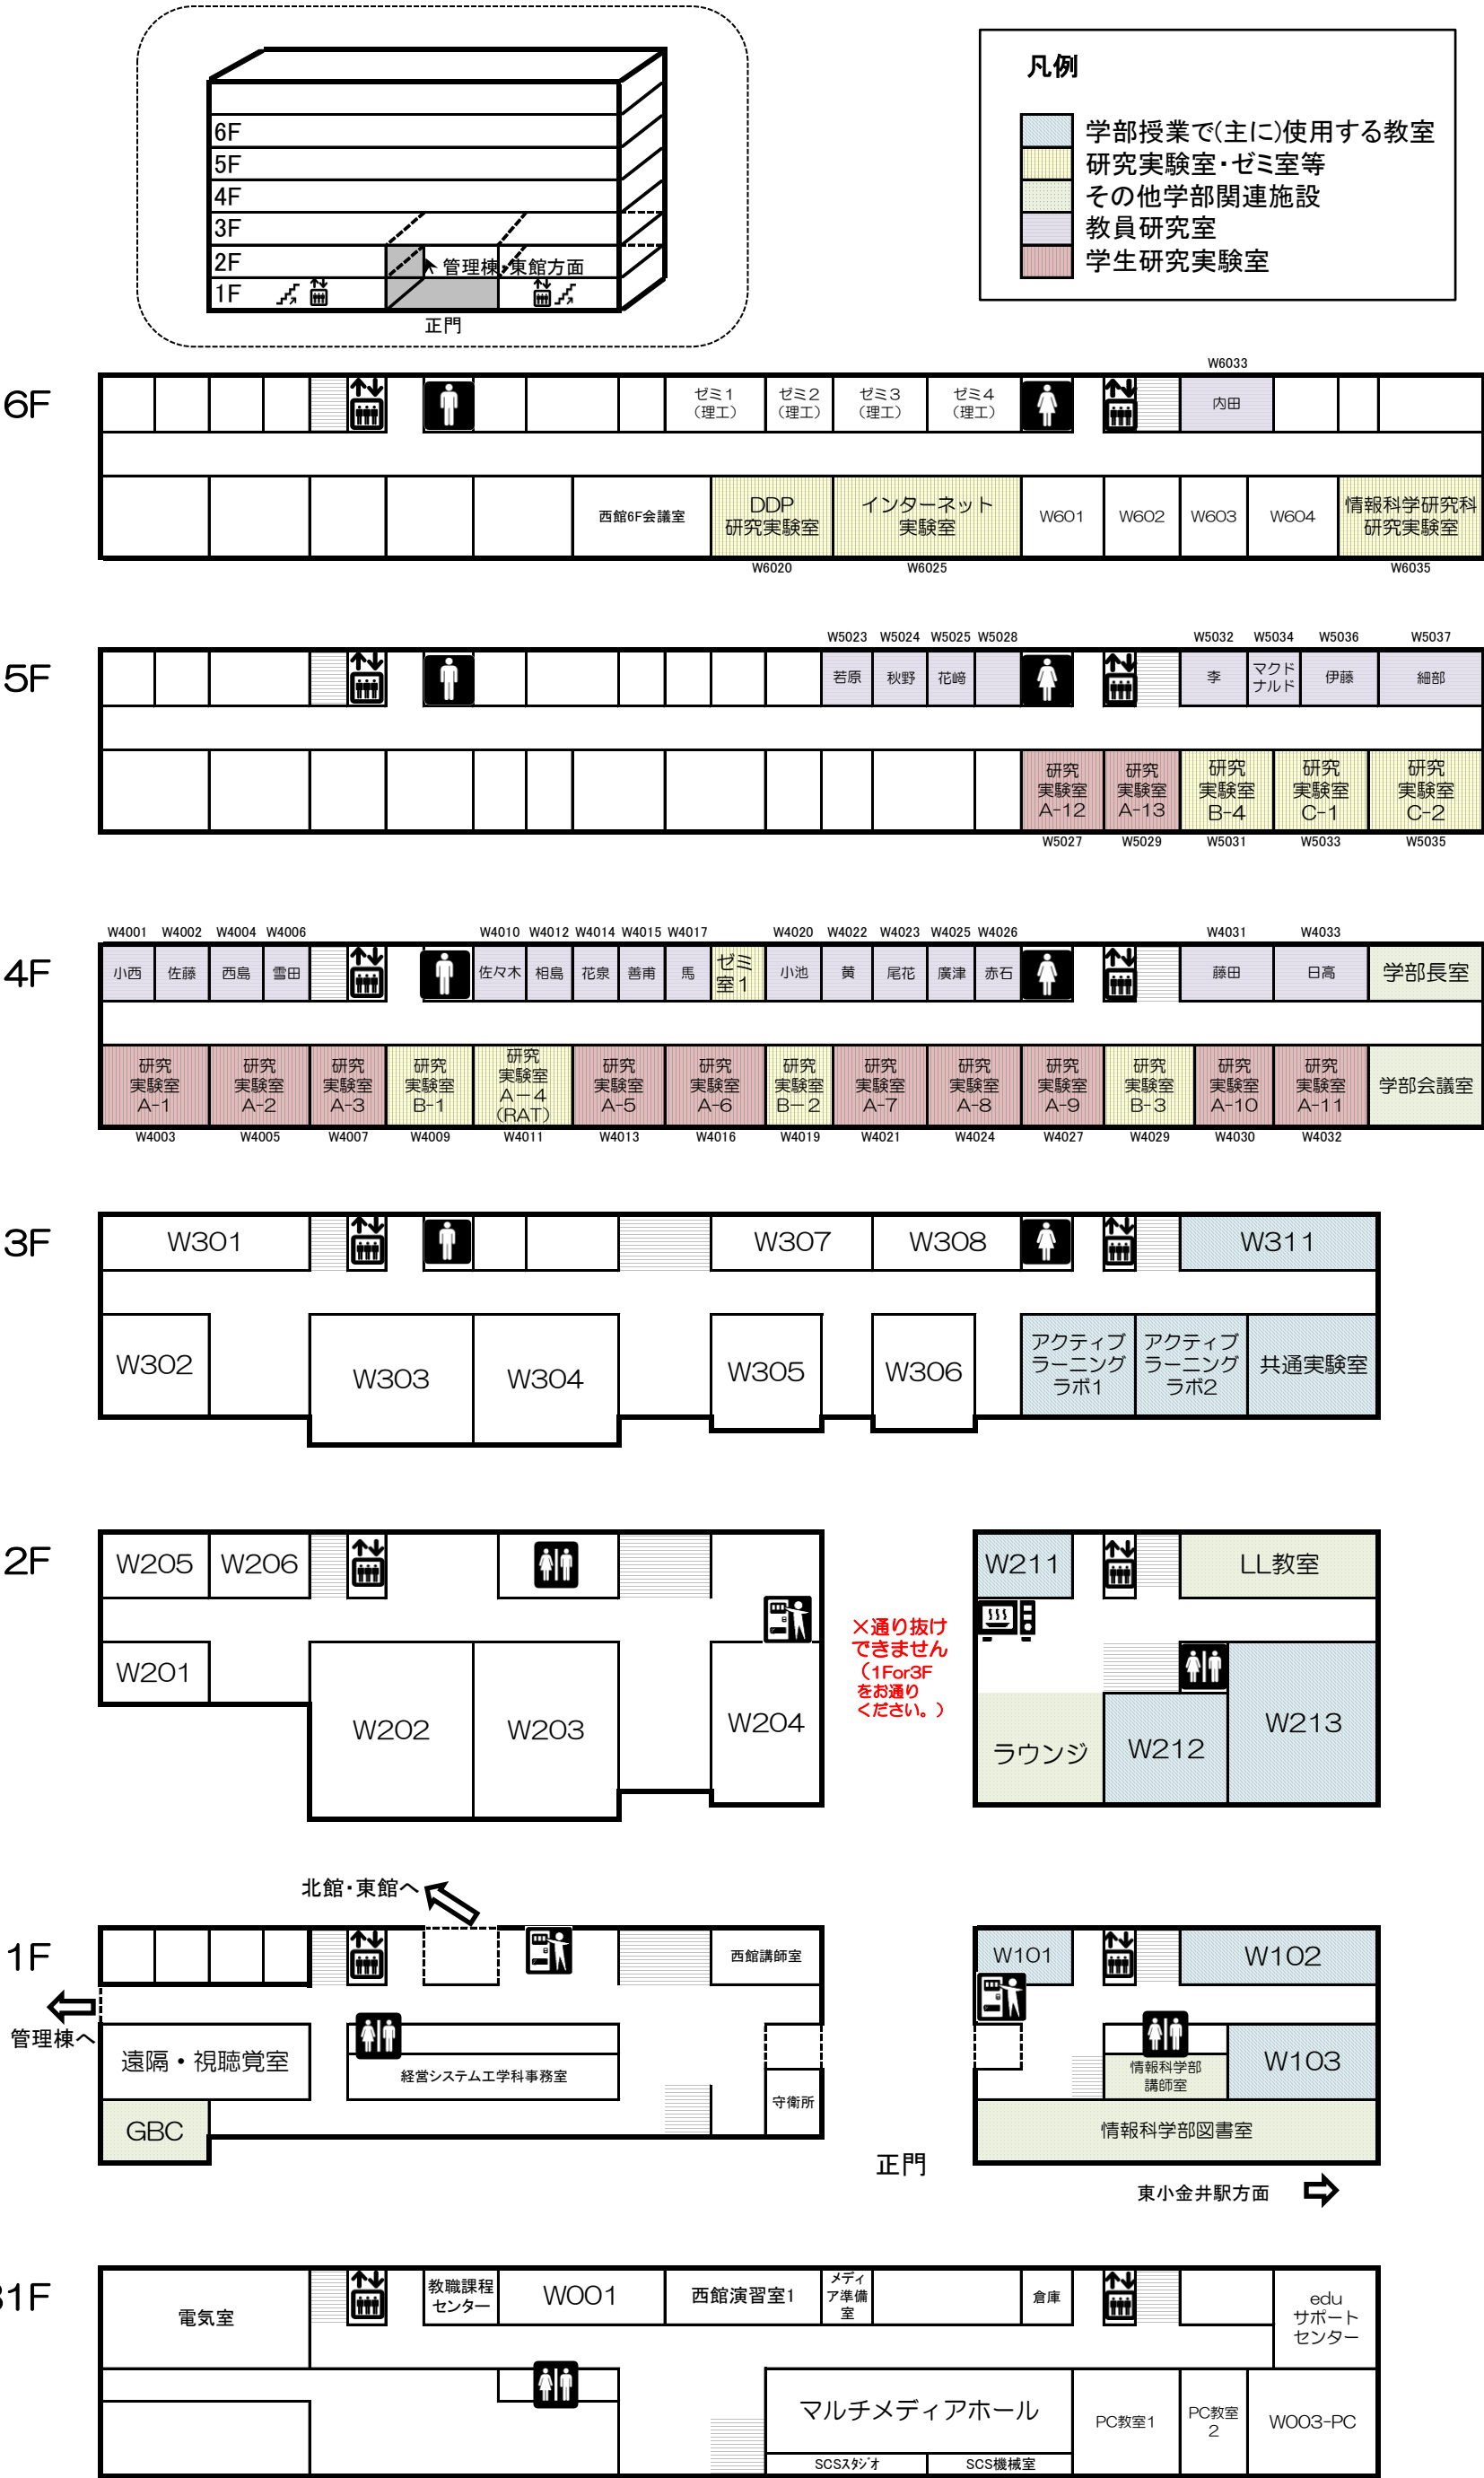 6F
5F
4F
3F
2F
1F
管理棟・東館方面
正門
凡例
学部授業で(主に)使用する教室
研究実験室・ゼミ室等
その他学部関連施設
教員研究室
学生研究実験室
6F
W6033
ゼミ1
（理工）
ゼミ2
（理工）
ゼミ3
（理工）
ゼミ4
（理工）
内田
西館6F会議室
DDP
研究実験室
インターネット
実験室
W601
W602
W603
W604
情報科学研究科
研究実験室
W6020
W6025
W6035
5F
W5023
W5024
W5025
W5028
W5032
W5034
W5036
W5037
若原
秋野
花﨑
李
マクド
ナルド
伊藤
細部
研究
実験室
A-12
研究
実験室
A-13
研究
実験室
B-4
研究
実験室
C-1
研究
実験室
C-2
W5027
W5029
W5031
W5033
W5035
4F
W4001
W4002
W4004
W4006
W4010
W4012
W4014
W4015
W4017
W4020
W4022
W4023
W4025
W4026
W4031
W4033
小西
佐藤
西島
雪田
佐々木
相島
花泉
善甫
馬
ゼミ
室1
小池
黄
尾花
廣津
赤石
藤田
日高
学部長室
研究
実験室
A-1
研究
実験室
A-2
研究
実験室
A-3
研究
実験室
B-1
研究
実験室
A－4
(RAT)
研究
実験室
A-5
研究
実験室
A-6
研究
実験室
B－2
研究
実験室
A-7
研究
実験室
A-8
研究
実験室
A-9
研究
実験室
B-3
研究
実験室
A-10
研究
実験室
A-11
学部会議室
W4003
W4005
W4007
W4009
W4011
W4013
W4016
W4019
W4021
W4024
W4027
W4029
W4030
W4032
3F
W301
W307
W308
W311
W302
W303
W304
W305
W306
アクティブ
ラーニング
ラボ1
アクティブ
ラーニング
ラボ2
共通実験室
2F
W205
W206
W211
LL教室
×通り抜け
できません
（1For3F
をお通り
ください。）
W201
W202
W203
W204
ラウンジ
W212
W213
北館・東館へ
1F
西館講師室
W101
W102
管理棟へ
遠隔・視聴覚室
経営システム工学科事務室
守衛所
情報科学部
講師室
W103
GBC
情報科学部図書室
正門
東小金井駅方面
1F
電気室
教職課程
センター
W001
西館演習室1
メディ
ア準備
室
倉庫
edu
サポート
センター
マルチメディアホール
PC教室1
PC教室
2
W003-PC
SCSｽﾀｼﾞｵ
SCS機械室